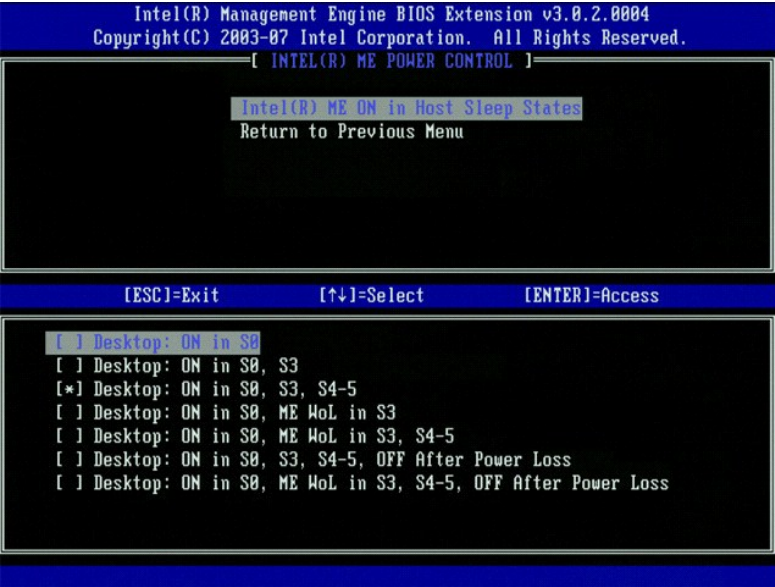 Intel(R) Management Engine BIOS Extension v3.0.2.0004
Copyright(C) 2003-07 Intel Corporation. All Rights Reserved.
[ INTEL(R) ME POWER CONTROL ]
Intel(R) ME ON in Host Sleep States
Return to Previous Menu
[ESC]=Exit [↑↓]=Select [ENTER]=Access
[ ] Desktop: ON in S0
[ ] Desktop: ON in S0, S3
[*] Desktop: ON in S0, S3, S4-5
[ ] Desktop: ON in S0, ME WoL in S3
[ ] Desktop: ON in S0, ME WoL in S3, S4-5
[ ] Desktop: ON in S0, S3, S4-5, OFF After Power Loss
[ ] Desktop: ON in S0, ME WoL in S3, S4-5, OFF After Power Loss